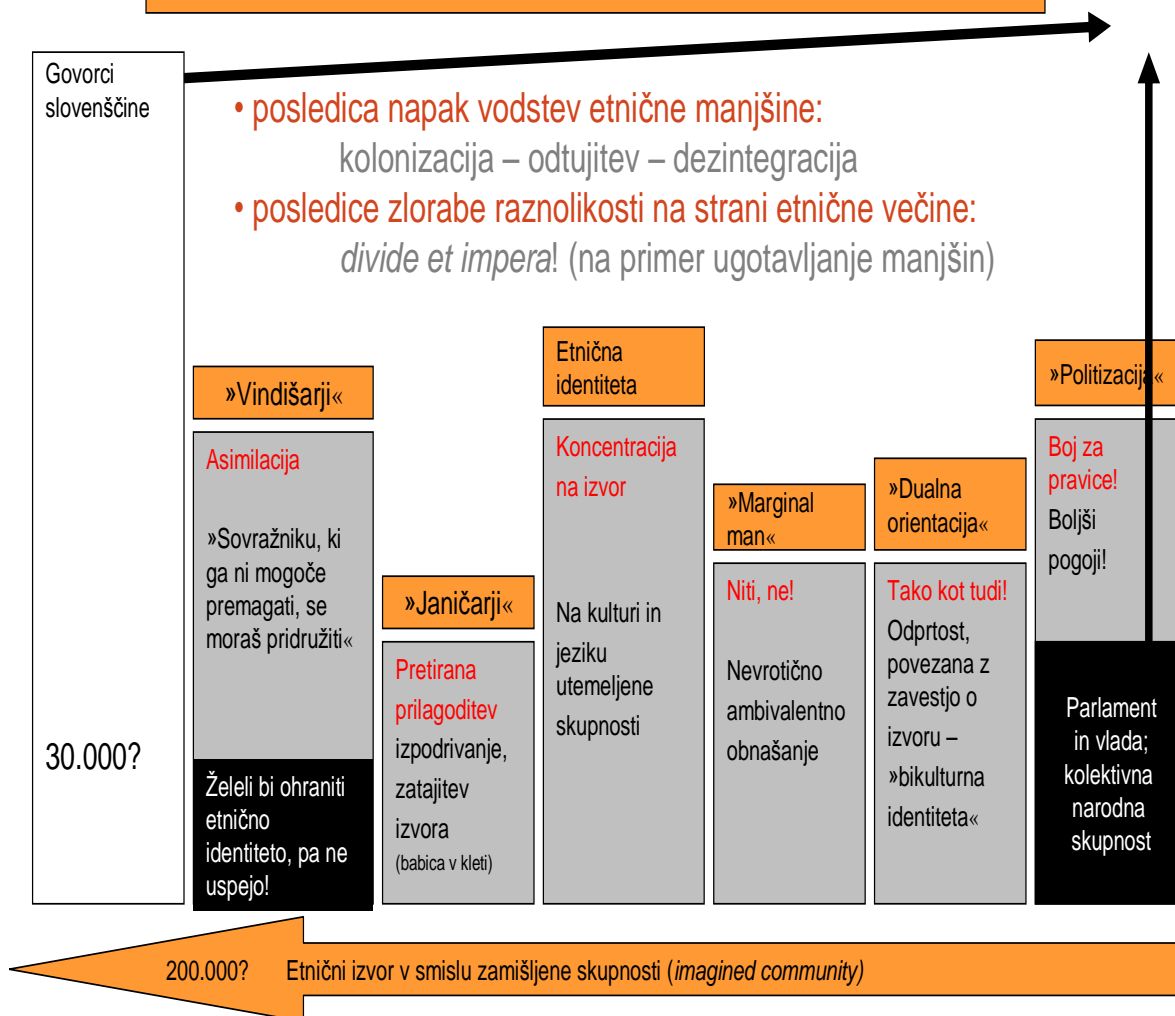 Govorci
slovenščine
• posledica napak vodstev etnične manjšine:
kolonizacija – odtujitev – dezintegracija
• posledice zlorabe raznolikosti na strani etnične večine:
divide et impera! (na primer ugotavljanje manjšin)
30.000?
»Vindišarji«
Asimilacija
»Sovražniku, ki
ga ni mogoče
premagati, se
moraš pridružiti«
Želeli bi ohraniti
etnično
identiteto, pa ne
uspejo!
»Janičarji«
Pretirana
prilagoditev
izpodrivanje,
zatajitev
izvora
(babica v kleti)
Etnična
identiteta
Koncentracija
na izvor
Na kulturi in
jeziku
utemeljene
skupnosti
»Marginal
man«
Niti, ne!
Nevrotično
ambivalentno
obnašanje
»Dualna
orientacija«
Tako kot tudi!
Odprtost,
povezana z
zavestjo o
izvoru –
»bikulturna
identiteta«
»Politizacija«
Boj za
pravice!
Boljši
pogoji!
Parlament
in vlada;
kolektivna
narodna
skupnost
200.000? Etnični izvor v smislu zamišljene skupnosti (imagined community)